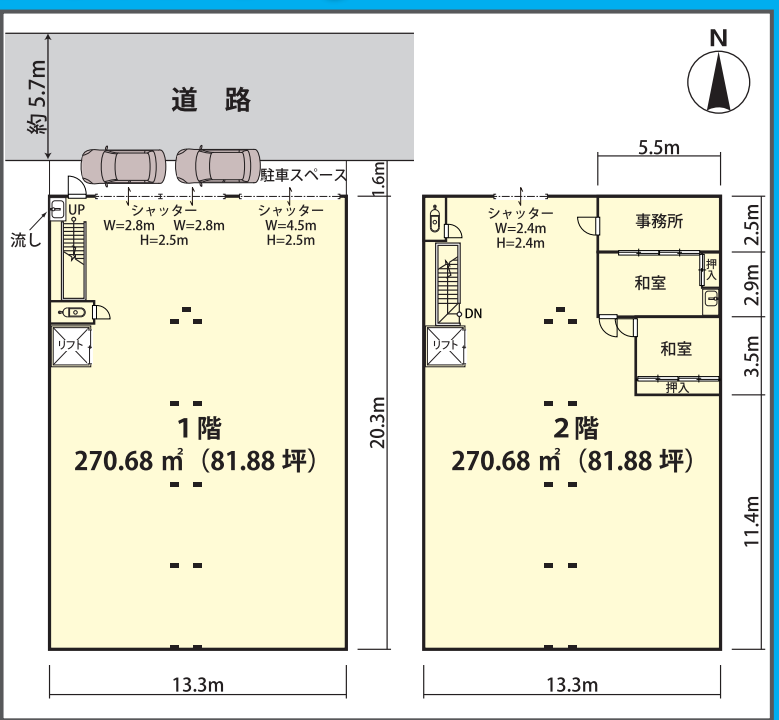 約 5.7m
道 路
N
駐車スペース
1.6m
5.5m
流し
UP
シャッター
W=2.8m W=2.8m
H=2.5m
シャッター
W=4.5m
H=2.5m
リフト
1階
270.68 ㎡（81.88 坪）
20.3m
13.3m
シャッター
W=2.4m
H=2.4m
事務所
2.5m
和室
押入
2.9m
DN
リフト
和室
押入
3.5m
2階
270.68 ㎡（81.88 坪）
11.4m
13.3m